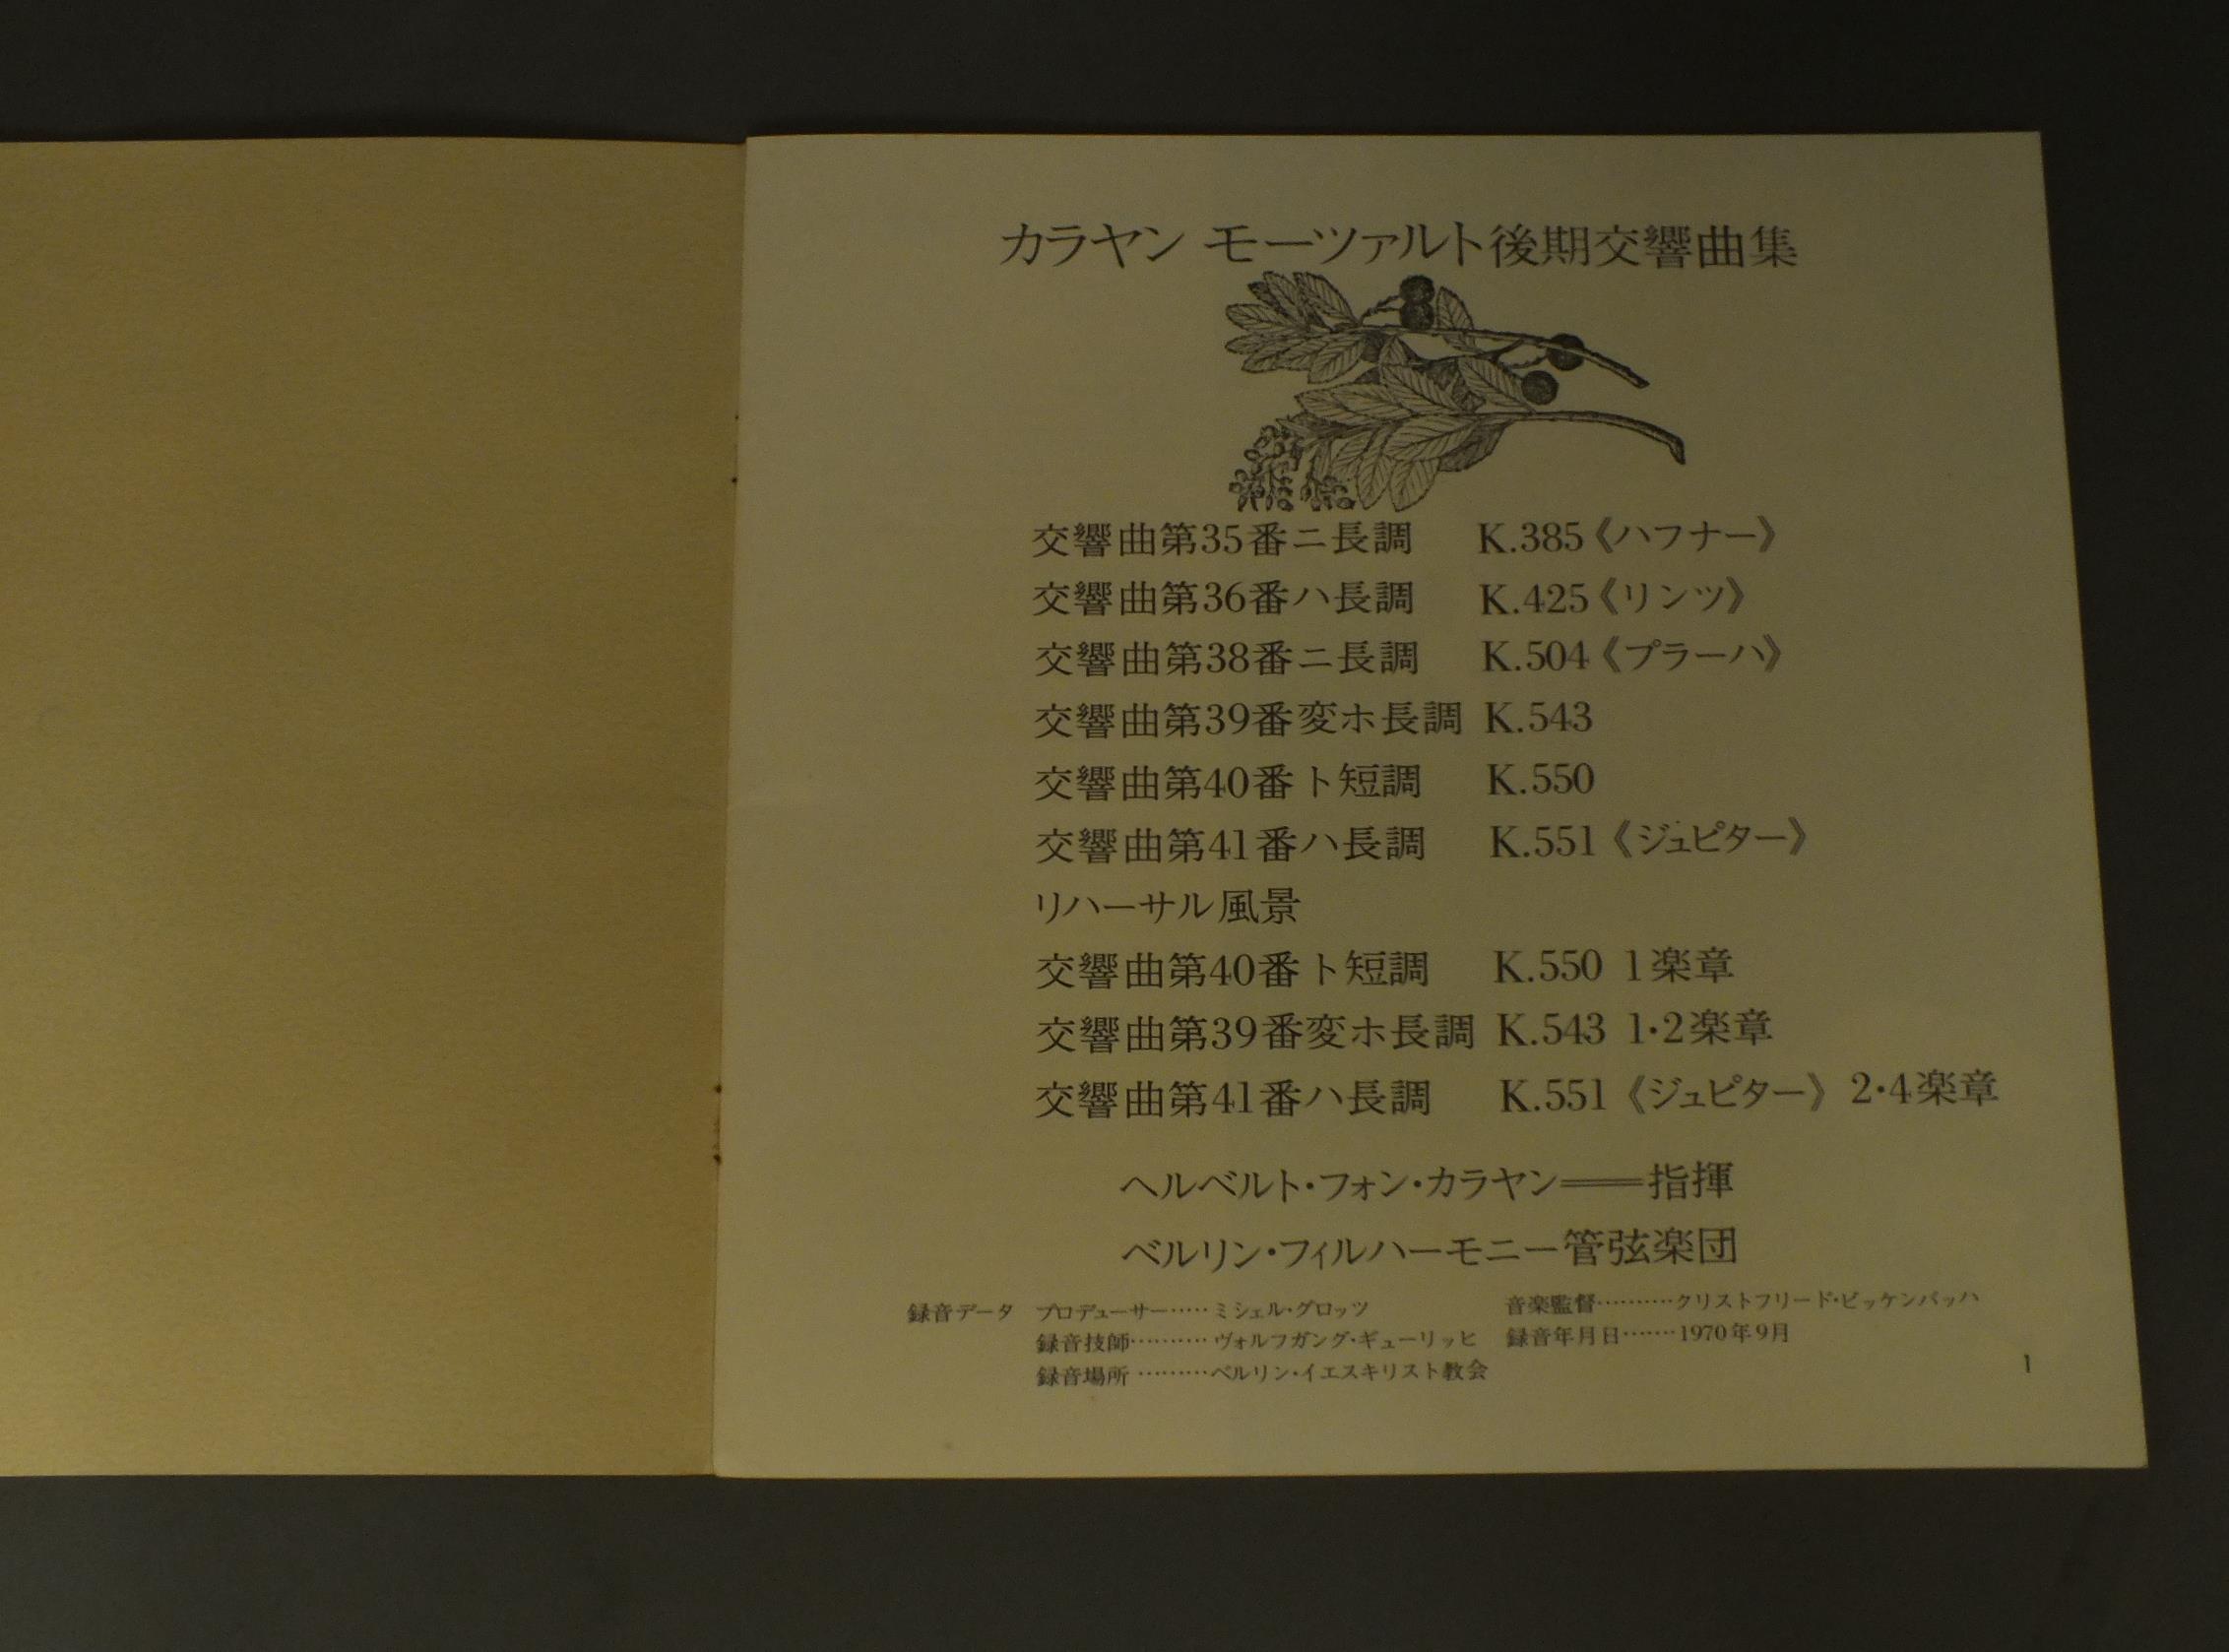 カラヤン モーツァルト後期交響曲集
交響曲第35番ニ長調 K.385《ハフナー》
交響曲第36番ハ長調 K.425《リンツ》
交響曲第38番ニ長調 K.504《プラーハ》
交響曲第39番変ホ長調 K.543
交響曲第40番ト短調 K.550
交響曲第41番ハ長調 K.551《ジュピター》
リハーサル風景
交響曲第40番ト短調 K.550 1楽章
交響曲第39番変ホ長調 K.543 1・2楽章
交響曲第41番ハ長調 K.551《ジュピター》2・4楽章
ヘルベルト・フォン・カラヤン══指揮
ベルリン・フィルハーモニー管弦楽団
録音データ プロデューサー……ミシェル・グロッツ 音楽監督…………クリストフリード・ビッケンバッハ
録音技師…………ヴォルフガング・ギューリッヒ 録音年月日………1970年9月
録音場所…………ベルリン・イエスキリスト教会
1